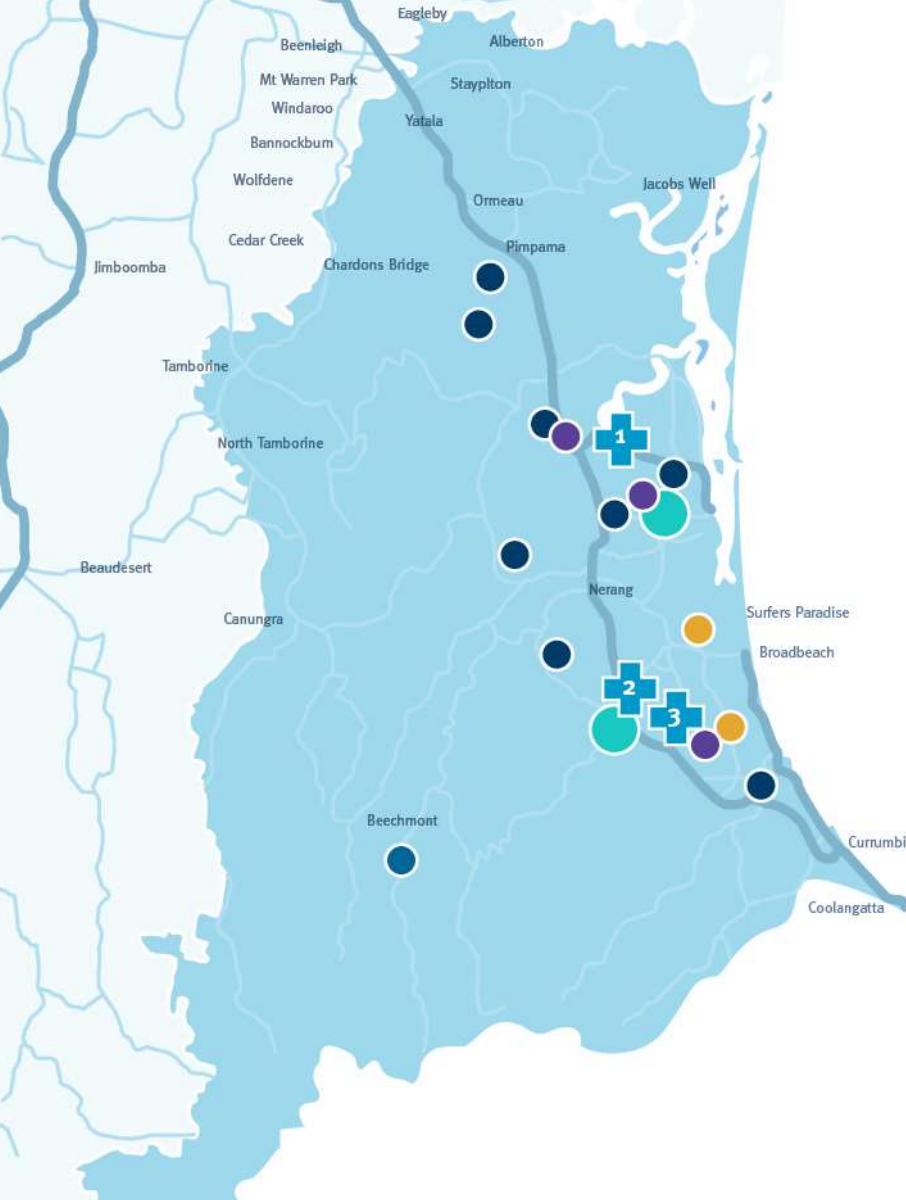 Eagleby
Alberton
Beenleigh
Mt Warren Park
Stayplton
Windaroo
Yatala
Bannockburn
Wolfdene
Jacobs Well
Ormeau
Cedar Creek
Pimpama
Chardons Bridge
Jimboomba
Tamborine
1
North Tamborine
Beaudesert
Nerang
Surfers Paradise
Canungra
Broadbeach
2
3
Beechmont
Currumbi
Coolangatta